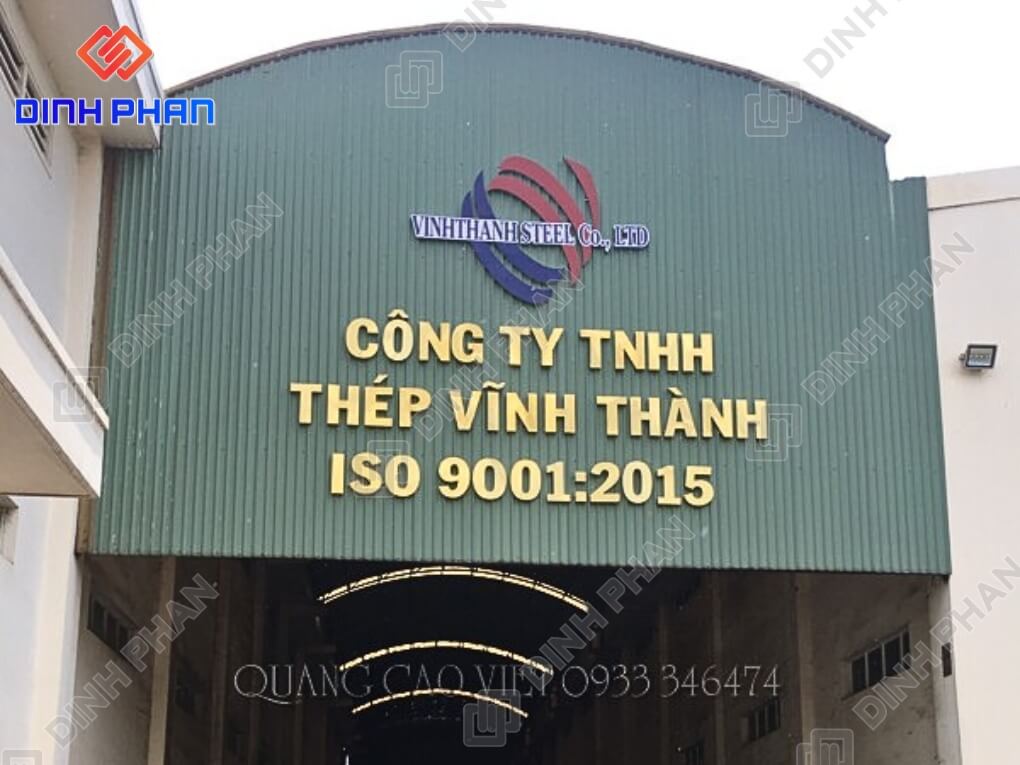 DINH PHAN
VINHTHANH STEEL Co., LTD
CÔNG TY TNHH
THÉP VĨNH THÀNH
ISO 9001:2015
QUANG CAO VIET 0933 346474